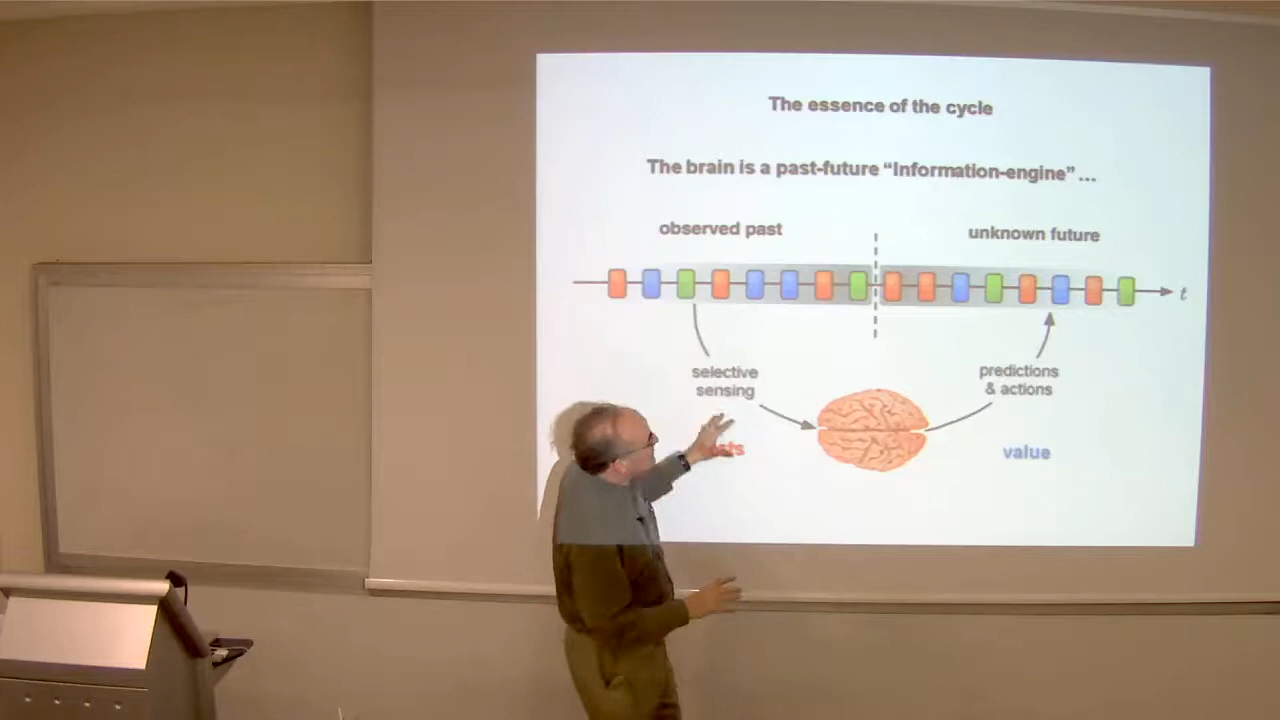 The essence of the cycle
The brain is a past-future “Information-engine” ...
observed past
unknown future
t
selective
sensing
predictions
& actions
value